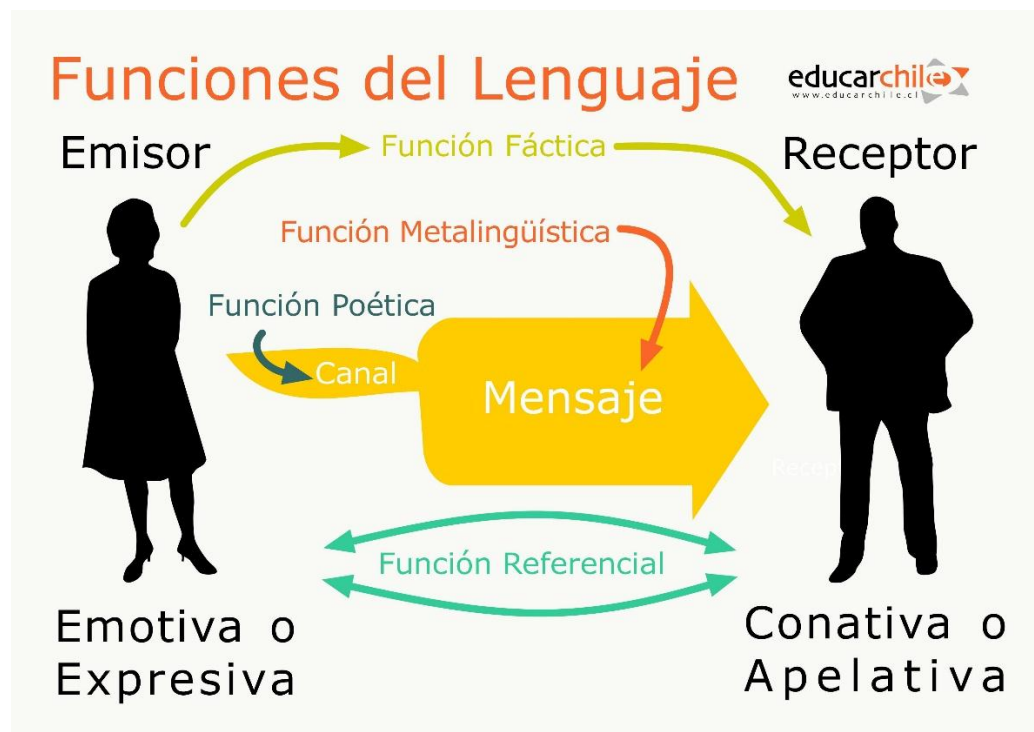 Funciones del Lenguaje
educarchile
www.educarchile.cl
Emisor
Función Fáctica
Receptor
Función Metalingüística
Función Poética
Canal
Mensaje
Función Referencial
Emotiva o
Expresiva
Conativa o
Apelativa